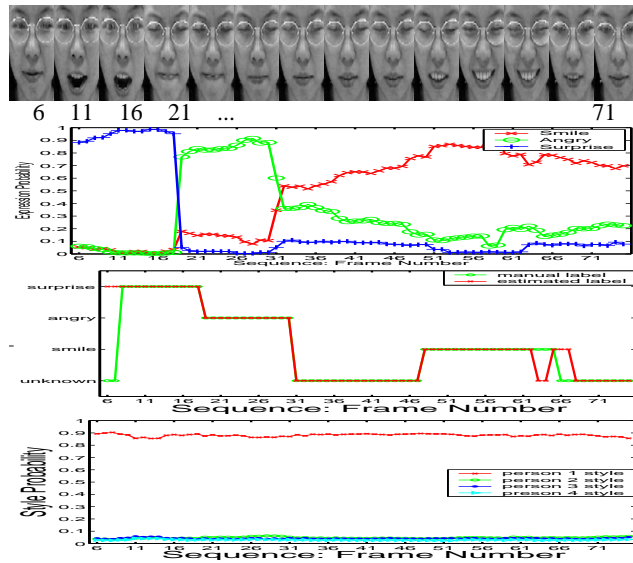 6 11 16 21 ... 71
Expression Probability
1
0.9
0.8
0.7
0.6
0.5
0.4
0.3
0.2
0.1
0
Smile
Angry
Surprise
6 11 16 21 26 31 36 41 46 51 56 61 66 71
Sequence: Frame Number
manual label
estimated label
surprise
angry
smile
unknown
6 11 16 21 26 31 36 41 46 51 56 61 66 71
Sequence: Frame Number
Style Probability
1
0.9
0.8
0.7
0.6
0.5
0.4
0.3
0.2
0.1
0
person 1 style
person 2 style
person 3 style
preson 4 style
6 11 16 21 26 31 36 41 46 51 56 61 66 71
Sequence: Frame Number